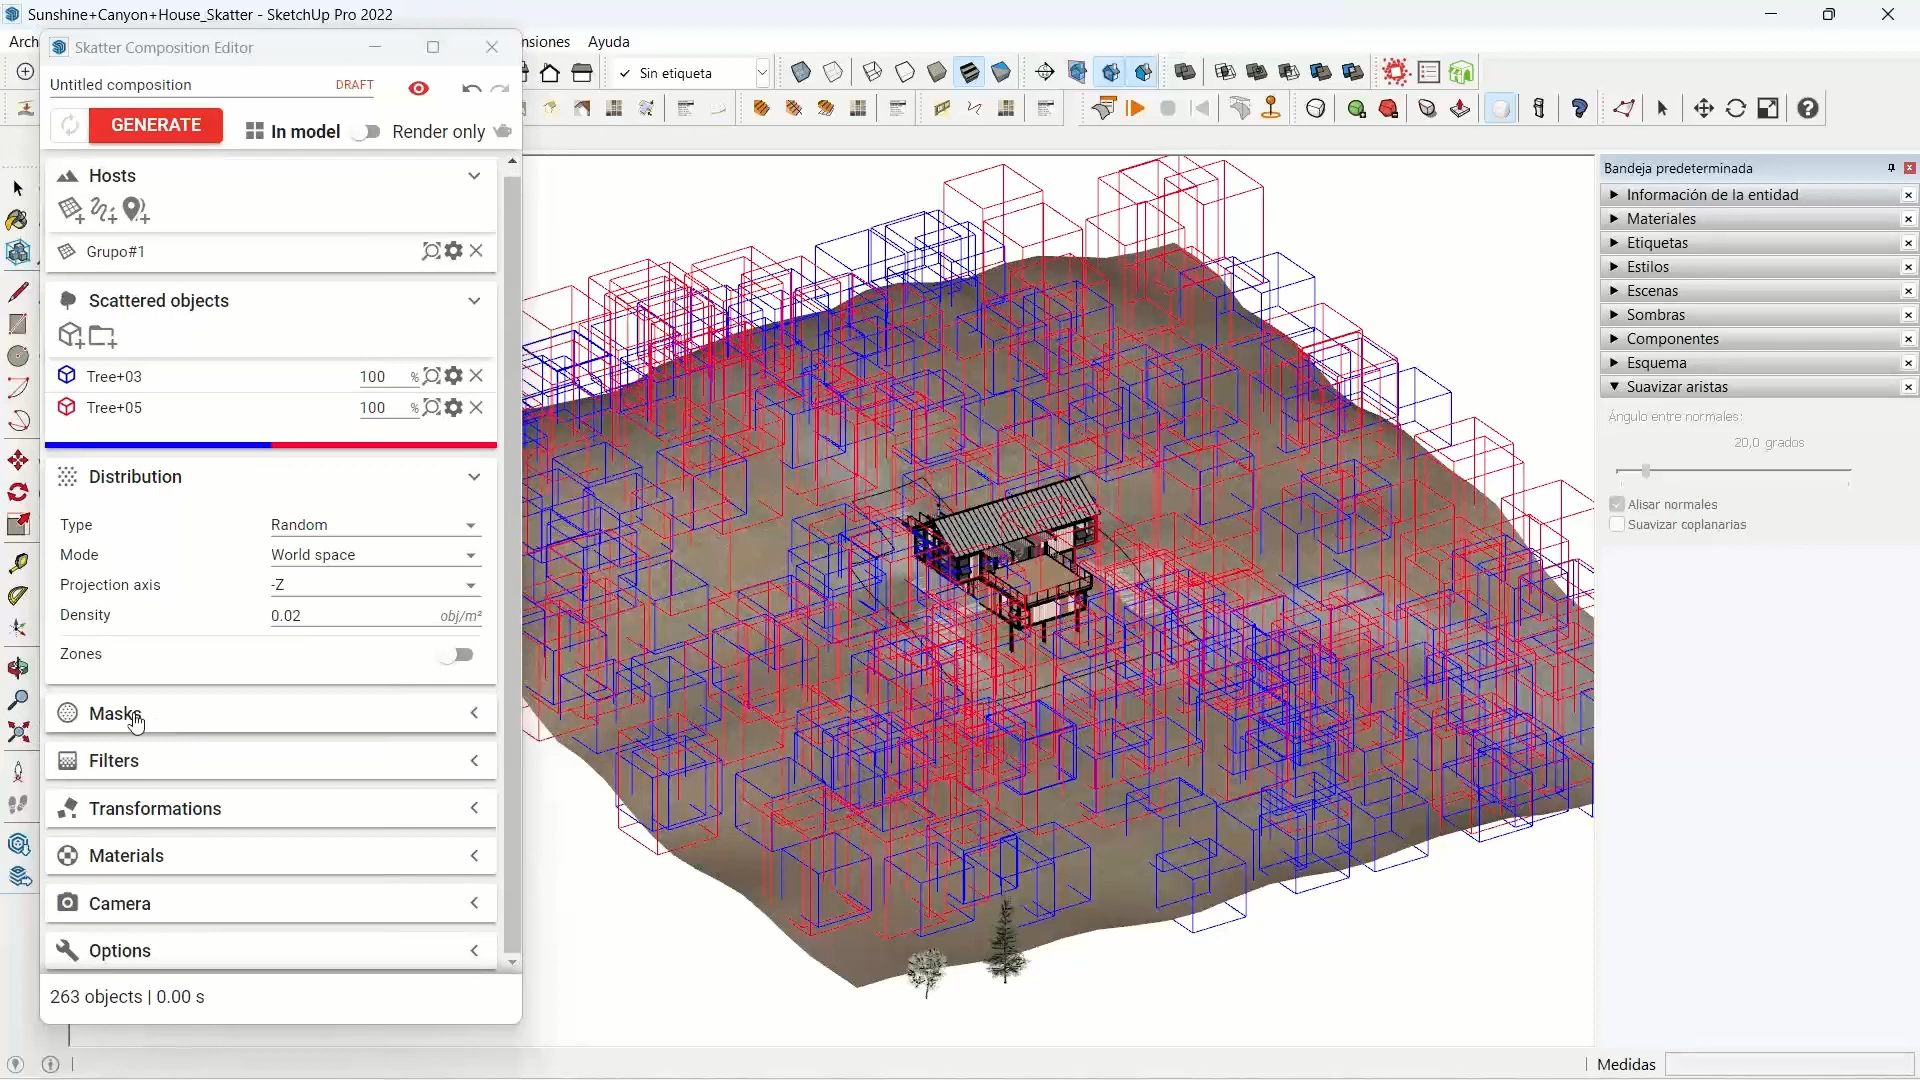 Sunshine+Canyon+House_Skatter - SketchUp Pro 2022
Arch
Skatter Composition Editor
nsiones Ayuda
Untitled composition
DRAFT
GENERATE
In model
Render only
Sin etiqueta
Hosts
Grupo#1
Scattered objects
Tree+03 100 %
Tree+05 100 %
Distribution
Type Random
Mode World space
Projection axis -Z
Density 0.02 obj/m²
Zones
Masks
Filters
Transformations
Materials
Camera
Options
263 objects | 0.00 s
Bandeja predeterminada
Información de la entidad
Materiales
Etiquetas
Estilos
Escenas
Sombras
Componentes
Esquema
Suavizar aristas
Ángulo entre normales:
20,0 grados
Alisar normales
Suavizar coplanarias
Medidas